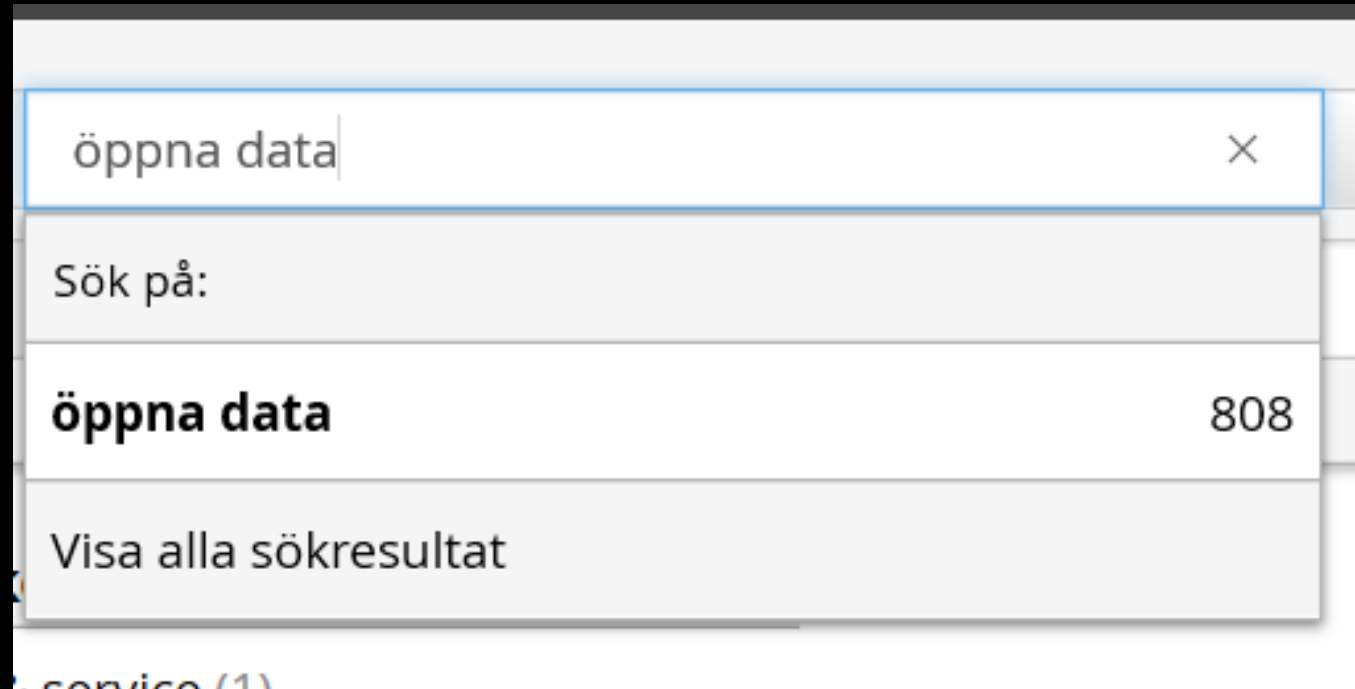 öppna data
Sök på:
öppna data 808
Visa alla sökresultat
service (1)